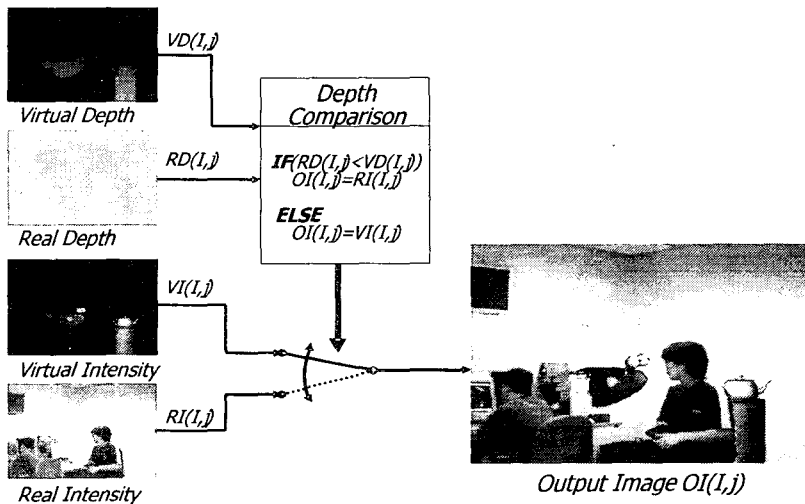 VD(I,j)
Virtual Depth
RD(I,j)
Real Depth
Depth
Comparison
IF(RD(I,j)<VD(I,j))
OI(I,j)=RI(I,j)
ELSE
OI(I,j)=VI(I,j)
VI(I,j)
Virtual Intensity
RI(I,j)
Real Intensity
Output Image OI(I,j)